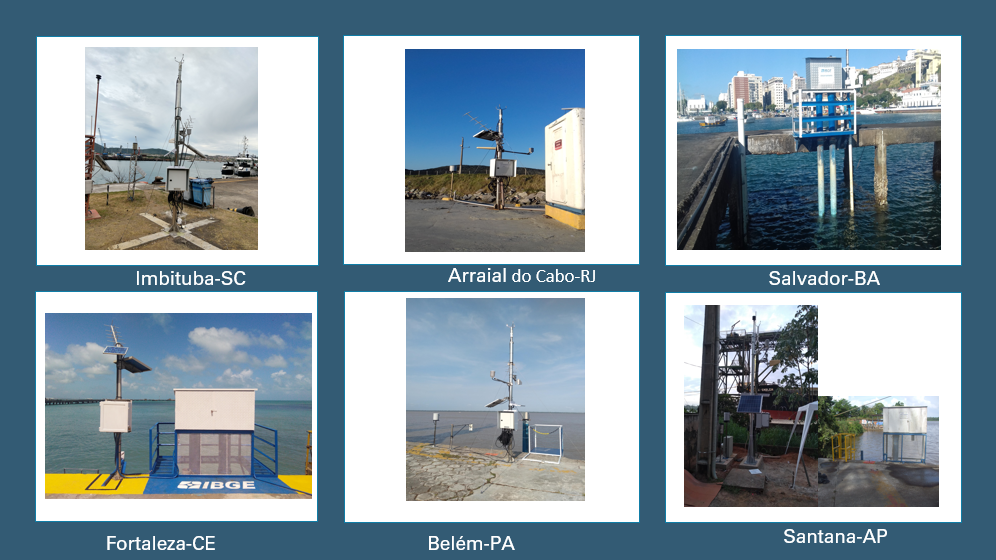 Imbituba-SC
Arraial do Cabo-RJ
Salvador-BA
IBGE
Fortaleza-CE
Belém-PA
Santana-AP